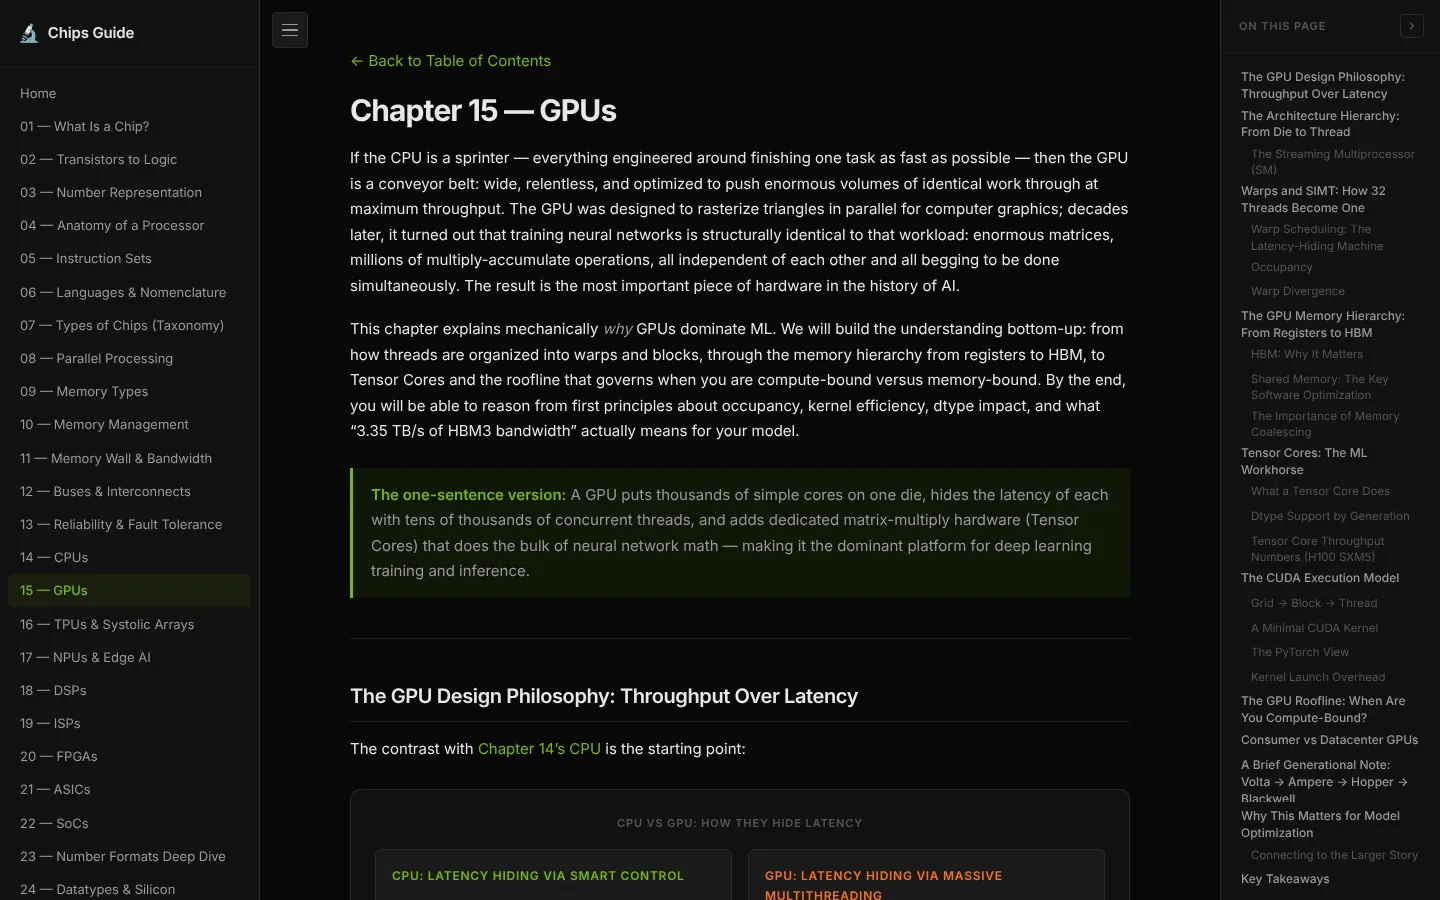 Chips Guide
Home
01 — What Is a Chip?
02 — Transistors to Logic
03 — Number Representation
04 — Anatomy of a Processor
05 — Instruction Sets
06 — Languages & Nomenclature
07 — Types of Chips (Taxonomy)
08 — Parallel Processing
09 — Memory Types
10 — Memory Management
11 — Memory Wall & Bandwidth
12 — Buses & Interconnects
13 — Reliability & Fault Tolerance
14 — CPUs
15 — GPUs
16 — TPUs & Systolic Arrays
17 — NPUs & Edge AI
18 — DSPs
19 — ISPs
20 — FPGAs
21 — ASICs
22 — SoCs
23 — Number Formats Deep Dive
24 — Datatypes & Silicon
← Back to Table of Contents
Chapter 15 — GPUs
If the CPU is a sprinter — everything engineered around finishing one task as fast as possible — then the GPU
is a conveyor belt: wide, relentless, and optimized to push enormous volumes of identical work through at
maximum throughput. The GPU was designed to rasterize triangles in parallel for computer graphics; decades
later, it turned out that training neural networks is structurally identical to that workload: enormous matrices,
millions of multiply-accumulate operations, all independent of each other and all begging to be done
simultaneously. The result is the most important piece of hardware in the history of AI.
This chapter explains mechanically why GPUs dominate ML. We will build the understanding bottom-up: from
how threads are organized into warps and blocks, through the memory hierarchy from registers to HBM, to
Tensor Cores and the roofline that governs when you are compute-bound versus memory-bound. By the end,
you will be able to reason from first principles about occupancy, kernel efficiency, dtype impact, and what
“3.35 TB/s of HBM3 bandwidth” actually means for your model.
The one-sentence version: A GPU puts thousands of simple cores on one die, hides the latency of each
with tens of thousands of concurrent threads, and adds dedicated matrix-multiply hardware (Tensor
Cores) that does the bulk of neural network math — making it the dominant platform for deep learning
training and inference.
The GPU Design Philosophy: Throughput Over Latency
The contrast with Chapter 14’s CPU is the starting point:
CPU VS GPU: HOW THEY HIDE LATENCY
CPU: LATENCY HIDING VIA SMART CONTROL
GPU: LATENCY HIDING VIA MASSIVE
MULTITHREADING
ON THIS PAGE
The GPU Design Philosophy:
Throughput Over Latency
The Architecture Hierarchy:
From Die to Thread
The Streaming Multiprocessor
(SM)
Warps and SIMT: How 32
Threads Become One
Warp Scheduling: The
Latency-Hiding Machine
Occupancy
Warp Divergence
The GPU Memory Hierarchy:
From Registers to HBM
HBM: Why It Matters
Shared Memory: The Key
Software Optimization
The Importance of Memory
Coalescing
Tensor Cores: The ML
Workhorse
What a Tensor Core Does
Dtype Support by Generation
Tensor Core Throughput
Numbers (H100 SXM5)
The CUDA Execution Model
Grid → Block → Thread
A Minimal CUDA Kernel
The PyTorch View
Kernel Launch Overhead
The GPU Roofline: When Are
You Compute-Bound?
Consumer vs Datacenter GPUs
A Brief Generational Note:
Volta → Ampere → Hopper →
Blackwell
Why This Matters for Model
Optimization
Connecting to the Larger Story
Key Takeaways